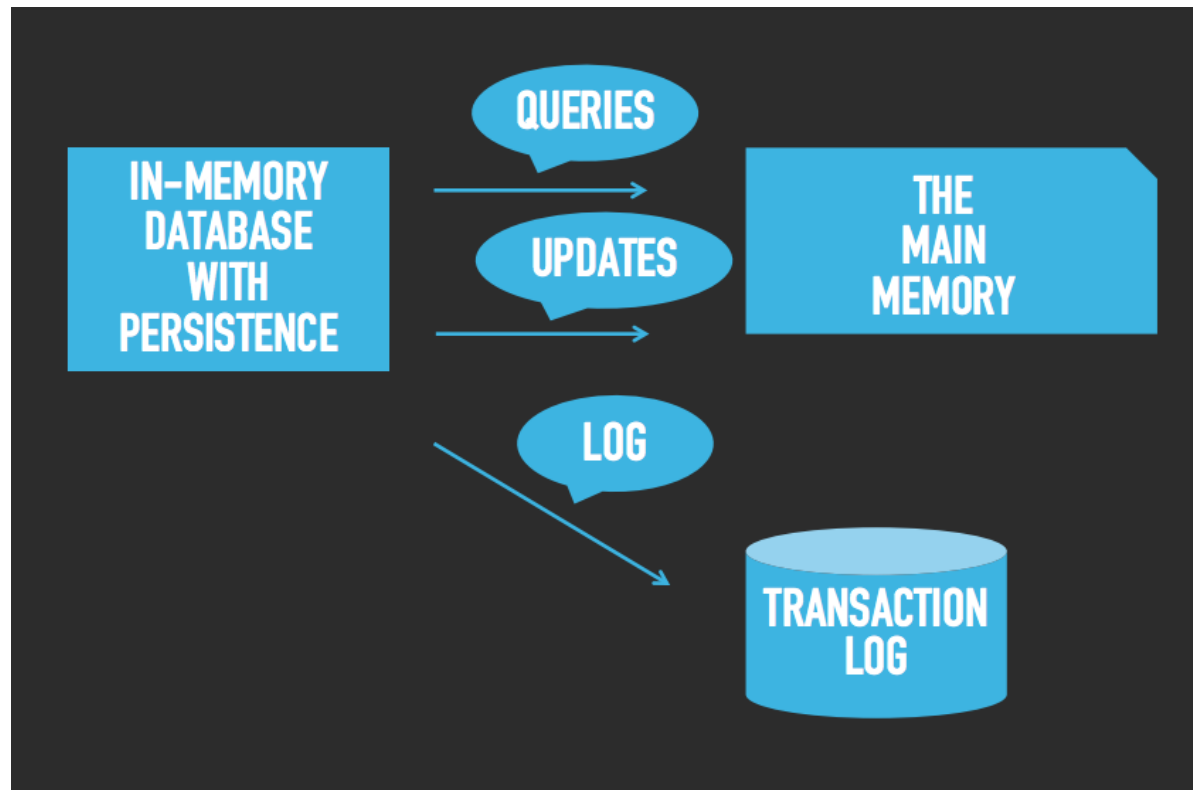 QUERIES
IN-MEMORY
DATABASE
WITH
PERSISTENCE
THE
MAIN
MEMORY
UPDATES
LOG
TRANSACTION
LOG